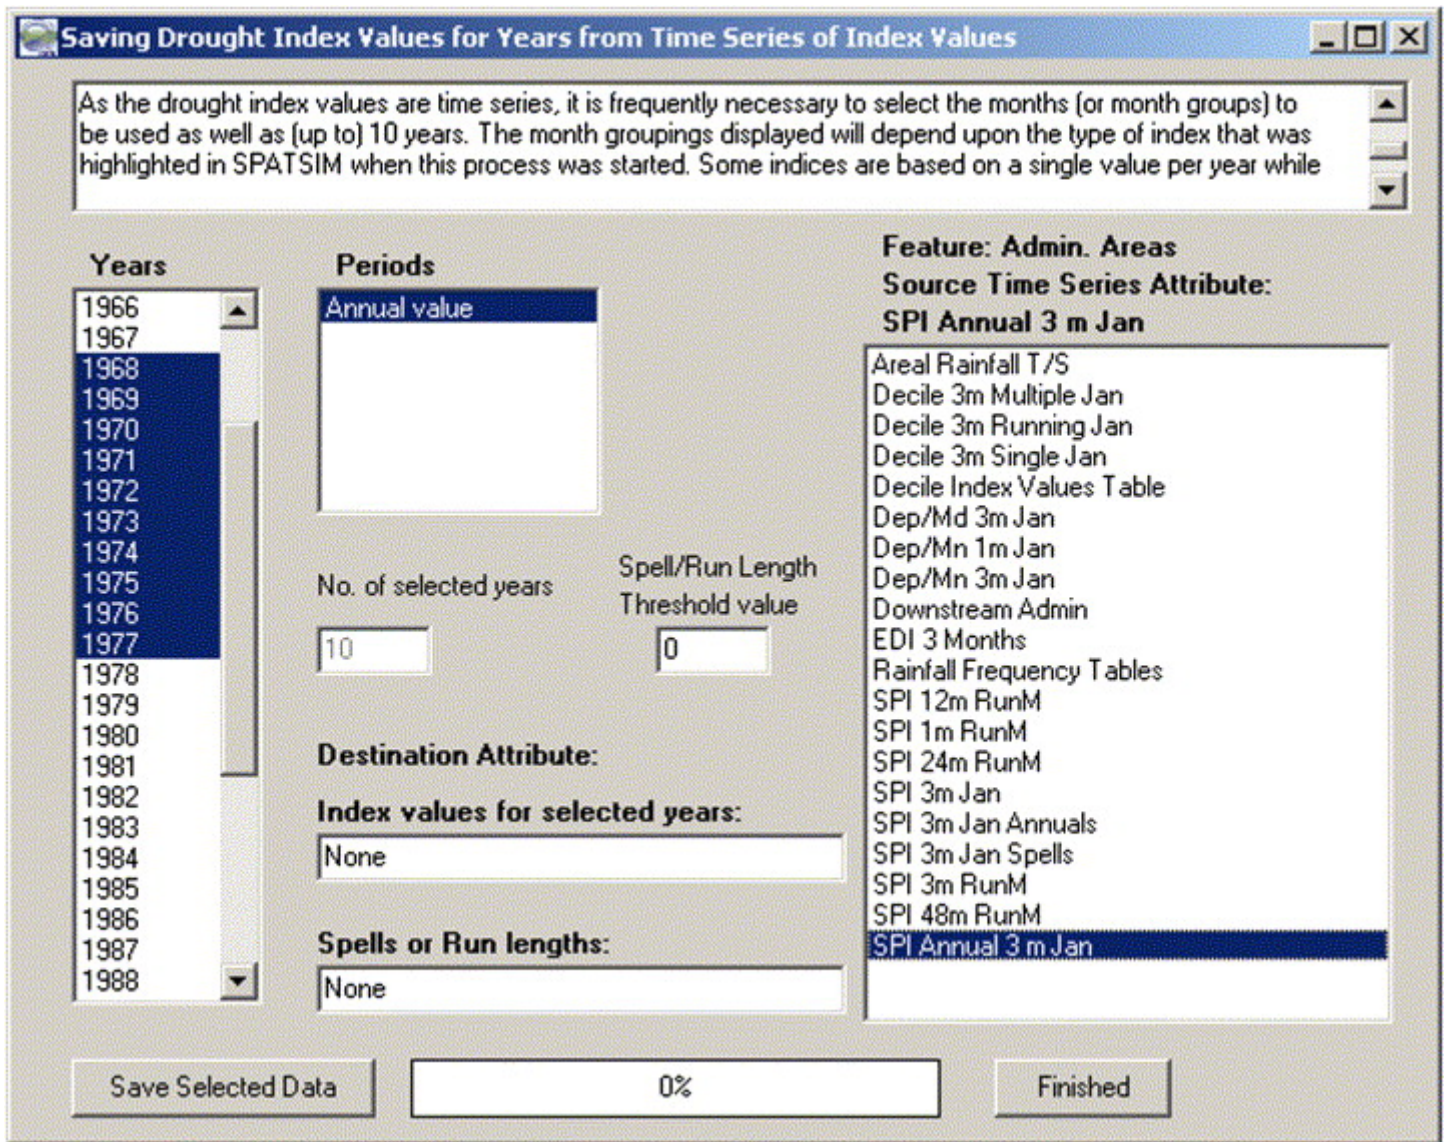 Saving Drought Index Values for Years from Time Series of Index Values
As the drought index values are time series, it is frequently necessary to select the months (or month groups) to
be used as well as (up to) 10 years. The month groupings displayed will depend upon the type of index that was
highlighted in SPATSIM when this process was started. Some indices are based on a single value per year while
Years
1966
1967
1968
1969
1970
1971
1972
1973
1974
1975
1976
1977
1978
1979
1980
1981
1982
1983
1984
1985
1986
1987
1988
Periods
Annual value
No. of selected years
10
Spell/Run Length
Threshold value
0
Destination Attribute:
Index values for selected years:
None
Spells or Run lengths:
None
Feature: Admin. Areas
Source Time Series Attribute:
SPI Annual 3 m Jan
Areal Rainfall T/S
Decile 3m Multiple Jan
Decile 3m Running Jan
Decile 3m Single Jan
Decile Index Values Table
Dep/Md 3m Jan
Dep/Mn 1m Jan
Dep/Mn 3m Jan
Downstream Admin
EDI 3 Months
Rainfall Frequency Tables
SPI 12m RunM
SPI 1m RunM
SPI 24m RunM
SPI 3m Jan
SPI 3m Jan Annuals
SPI 3m Jan Spells
SPI 3m RunM
SPI 48m RunM
SPI Annual 3 m Jan
Save Selected Data
0%
Finished